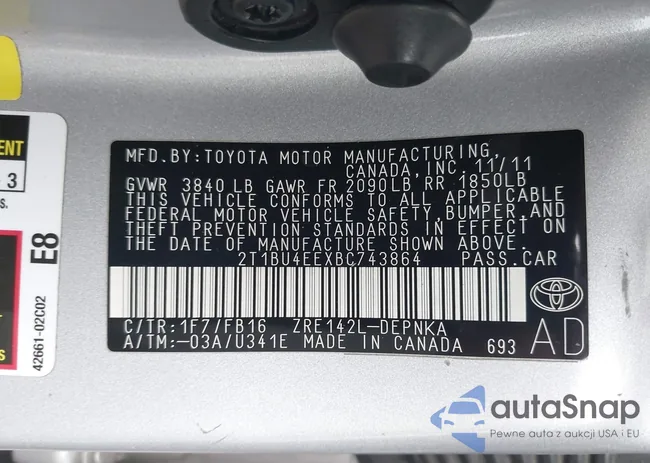 MFD.BY:TOYOTA MOTOR MANUFACTURING,
CANADA,INC. 11/11
GVWR 3840 LB GAWR FR 2090LB RR 1850LB
THIS VEHICLE CONFORMS TO ALL APPLICABLE
FEDERAL MOTOR VEHICLE SAFETY,BUMPER,AND
THEFT PREVENTION STANDARDS IN EFFECT ON
THE DATE OF MANUFACTURE SHOWN ABOVE.
2T1BU4EEXBC743864 PASS.CAR
C/TR:1F7/FB16 ZRE142L-DEPNKA
A/TM:-03A/U341E MADE IN CANADA 693
AD
ENT
3
s.
E8
42661-02C02
s
autaSnap
Pewne auta z aukcji USA i EU